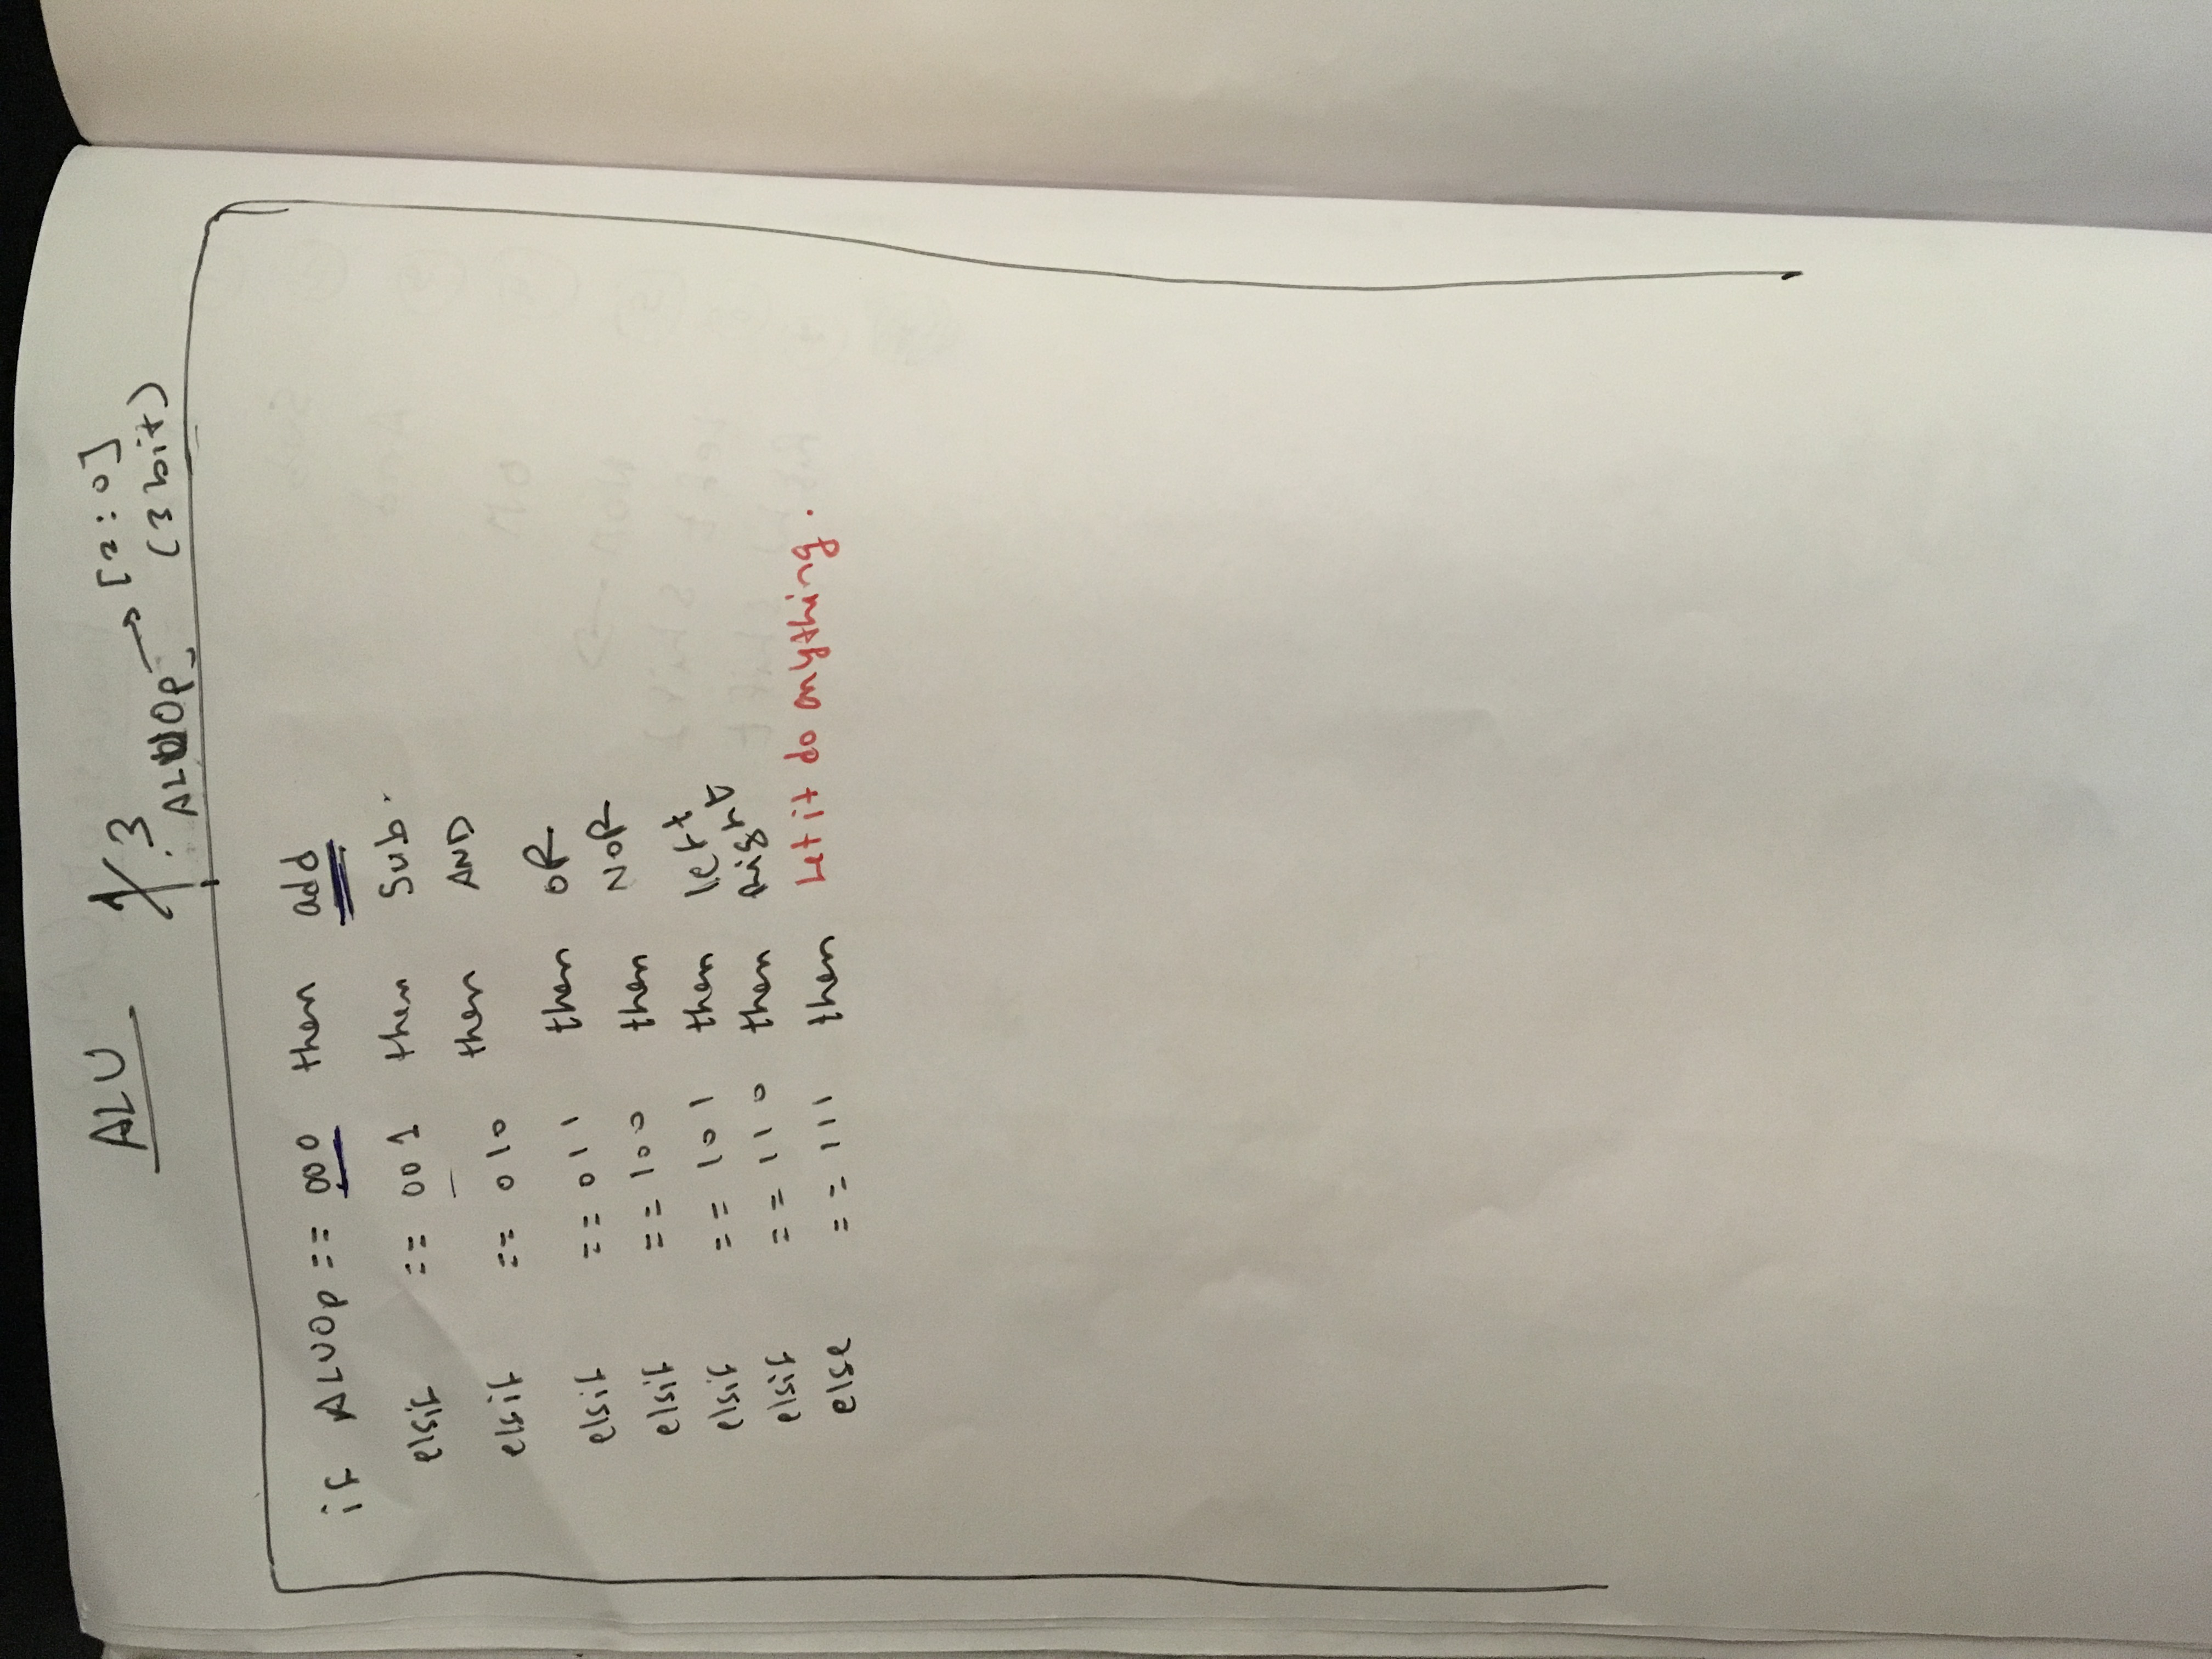 ALU
3
ALUOP → [2:0]
(3 bit)
if ALUOP == 000 then add
elsif == 001 then Sub.
elsif == 010 then AND
elsif == 011 then OR
elsif == 100 then NOR
elsif == 101 then left
elsif == 110 then Right
else == 111 then Let it do anything.